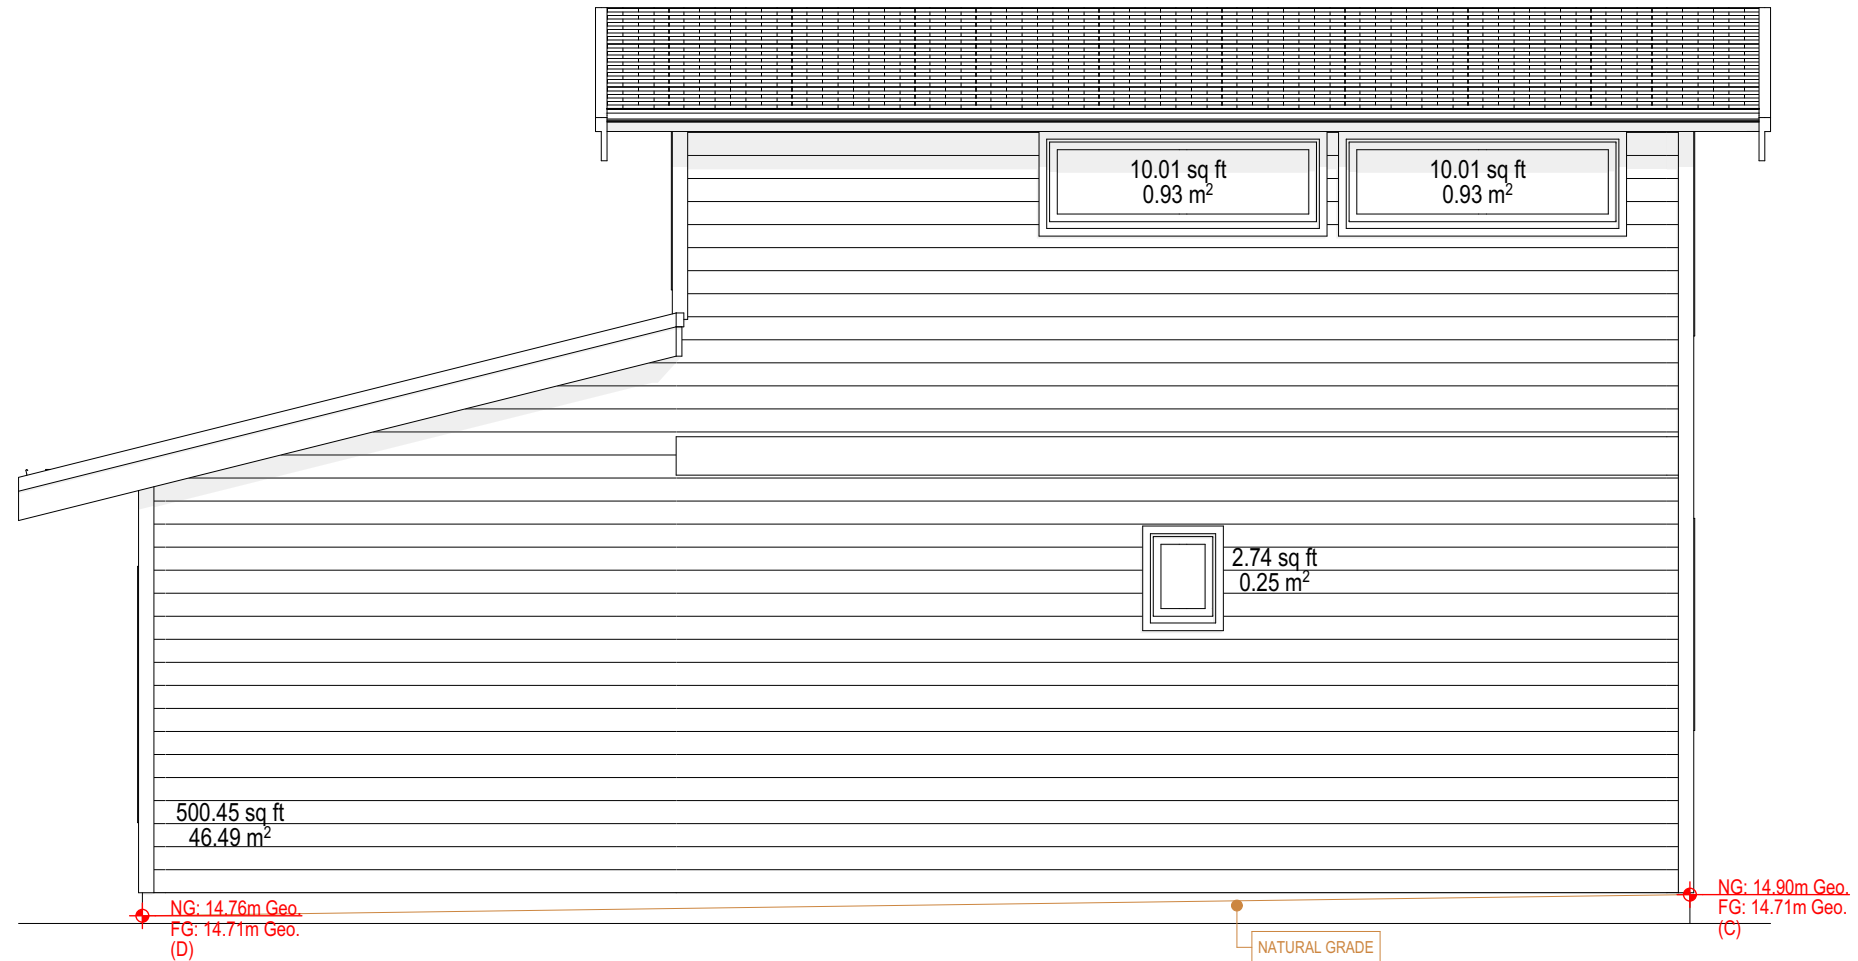 10.01 sq ft
0.93 m²
10.01 sq ft
0.93 m²
2.74 sq ft
0.25 m²
500.45 sq ft
46.49 m²
NG: 14.76m Geo.
FG: 14.71m Geo.
(D)
NG: 14.90m Geo.
FG: 14.71m Geo.
(C)
NATURAL GRADE